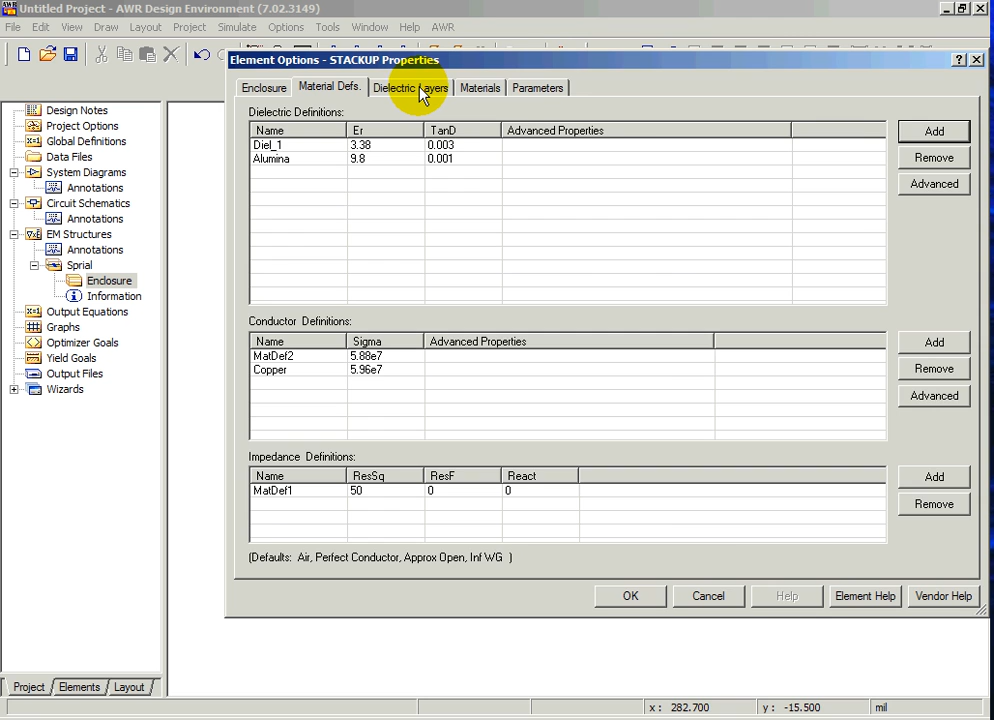 Untitled Project - AWR Design Environment (7.02.3149)
File Edit View Draw Layout Project Simulate Options Tools Window Help AWR
Element Options - STACKUP Properties
Enclosure Material Defs. Dielectric Layers Materials Parameters
Design Notes
Project Options
Global Definitions
Data Files
System Diagrams
Annotations
Circuit Schematics
Annotations
EM Structures
Annotations
Sprial
Enclosure
Information
Output Equations
Graphs
Optimizer Goals
Yield Goals
Output Files
Wizards
Dielectric Definitions:
Name Er TanD Advanced Properties
Diel_1 3.38 0.003
Alumina 9.8 0.001
Add
Remove
Advanced
Conductor Definitions:
Name Sigma Advanced Properties
MatDef2 5.88e7
Copper 5.96e7
Add
Remove
Advanced
Impedance Definitions:
Name ResSq ResF React
MatDef1 50 0 0
Add
Remove
(Defaults: Air, Perfect Conductor, Approx Open, Inf WG )
OK Cancel Help Element Help Vendor Help
Project Elements Layout
x : 282.700 y : -15.500 mil